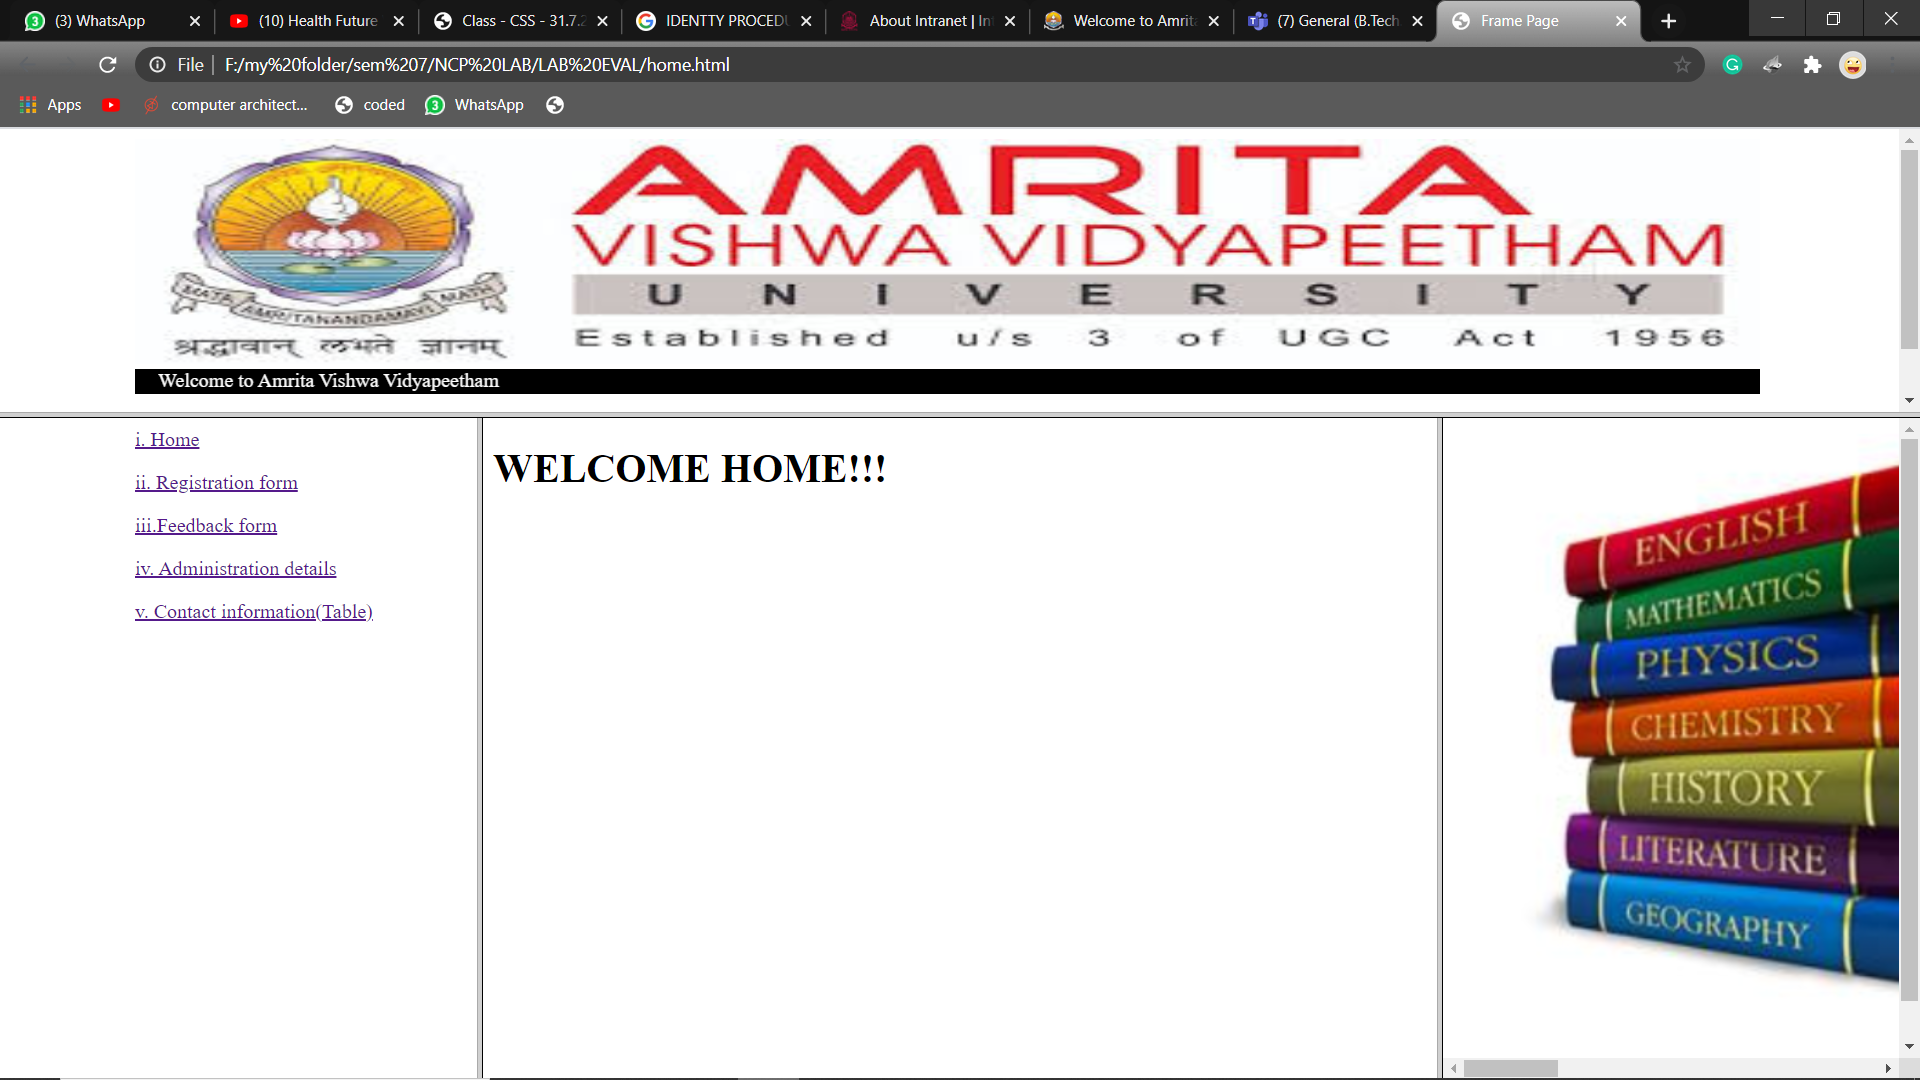 (3) WhatsApp
(10) Health Future
Class - CSS - 31.7.2
IDENTTY PROCEDU
About Intranet | In
Welcome to Amrita
(7) General (B.Tech
Frame Page
File
F:/my%20folder/sem%207/NCP%20LAB/LAB%20EVAL/home.html
Apps
computer architect...
coded
WhatsApp
AMRITA
VISHWA VIDYAPEETHAM
UNIVERSITY
Established u/s 3 of UGC Act 1956
MATA AMRITANANDAMAYI MATH
श्रद्धावान् लभते ज्ञानम्
Welcome to Amrita Vishwa Vidyapeetham
i. Home
ii. Registration form
iii.Feedback form
iv. Administration details
v. Contact information(Table)
WELCOME HOME!!!
ENGLISH
MATHEMATICS
PHYSICS
CHEMISTRY
HISTORY
LITERATURE
GEOGRAPHY